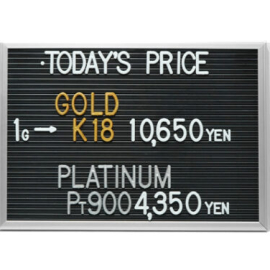 ·TODAY'S PRICE
GOLD
1G → K18 10,650 YEN
PLATINUM
PT900 4,350 YEN